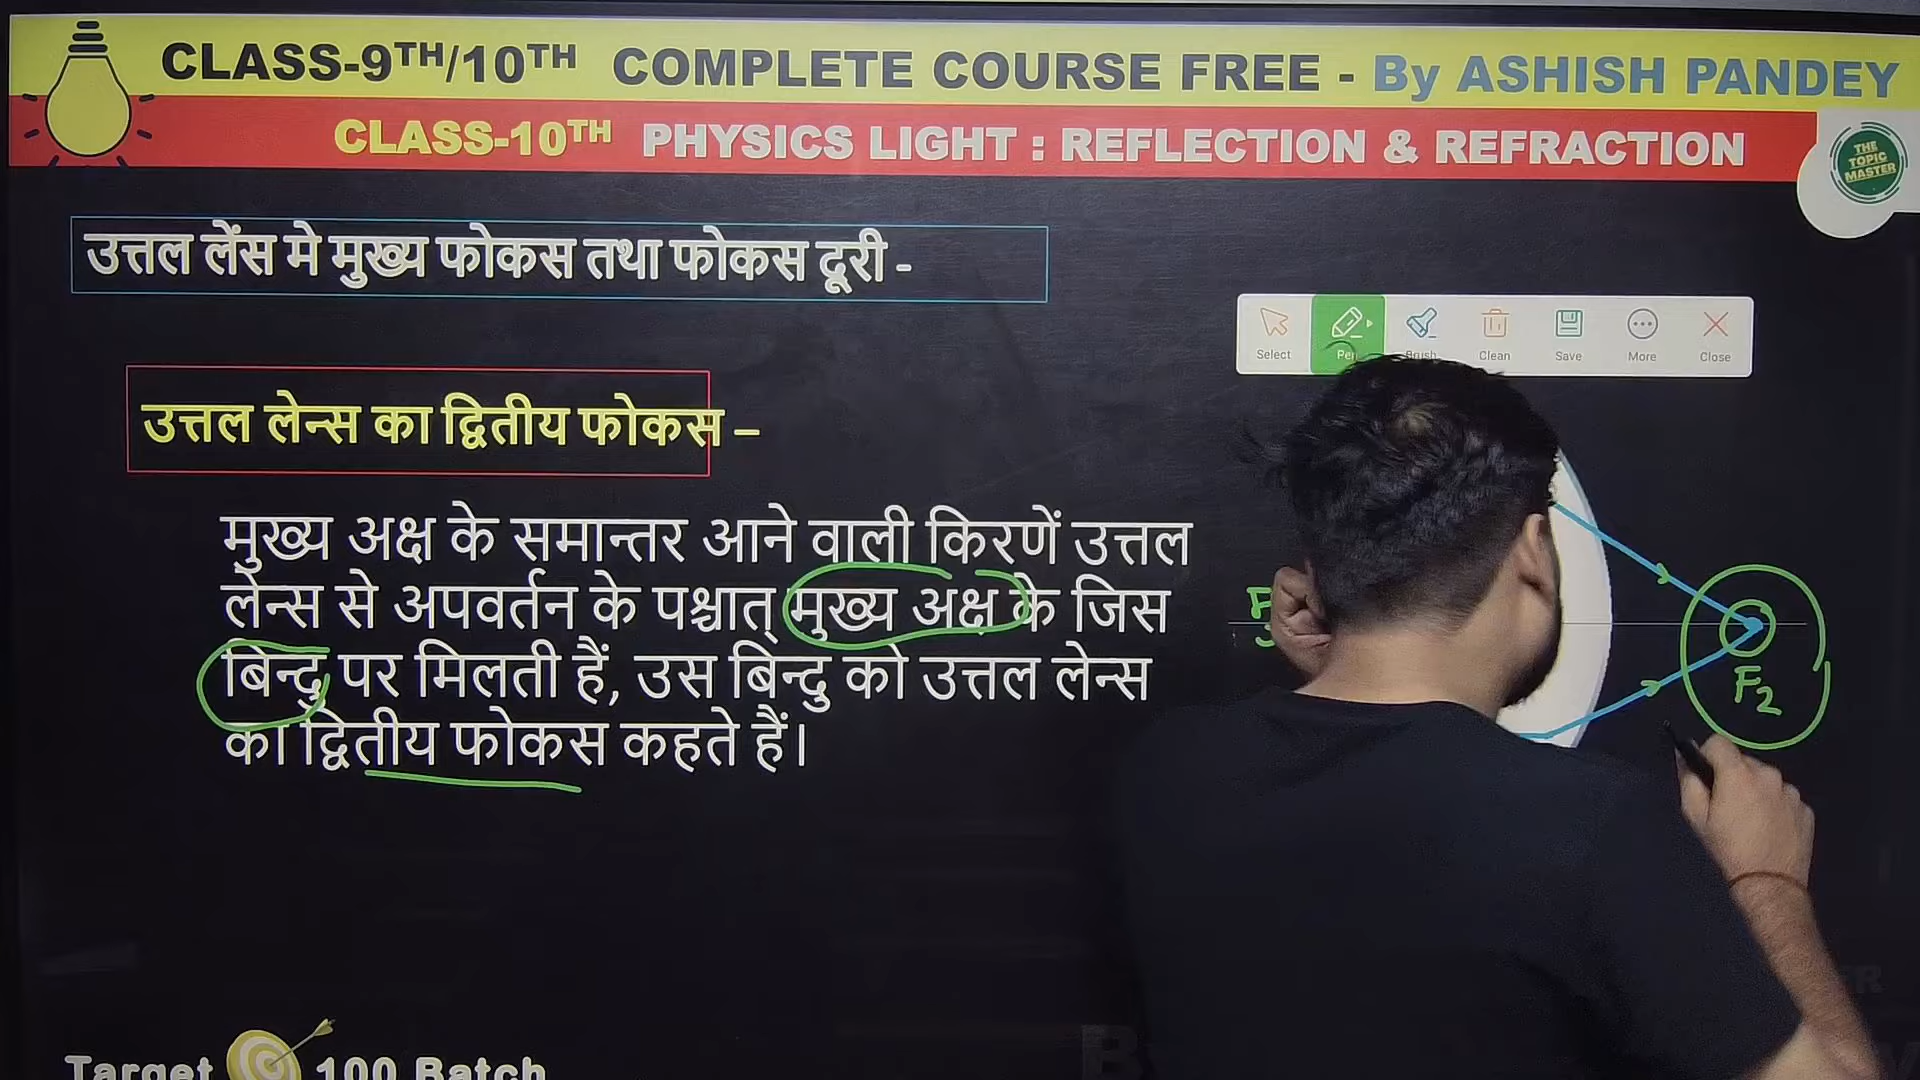 CLASS-9TH/10TH COMPLETE COURSE FREE - By ASHISH PANDEY
CLASS-10TH PHYSICS LIGHT : REFLECTION & REFRACTION
THE
TOPIC
MASTER
उत्तल लेंस मे मुख्य फोकस तथा फोकस दूरी -
Select
Pen
Brush
Clean
Save
More
Close
उत्तल लेन्स का द्वितीय फोकस –
मुख्य अक्ष के समान्तर आने वाली किरणें उत्तल
लेन्स से अपवर्तन के पश्चात् मुख्य अक्ष के जिस
बिन्दु पर मिलती हैं, उस बिन्दु को उत्तल लेन्स
का द्वितीय फोकस कहते हैं।
F2
Target 100 Batch